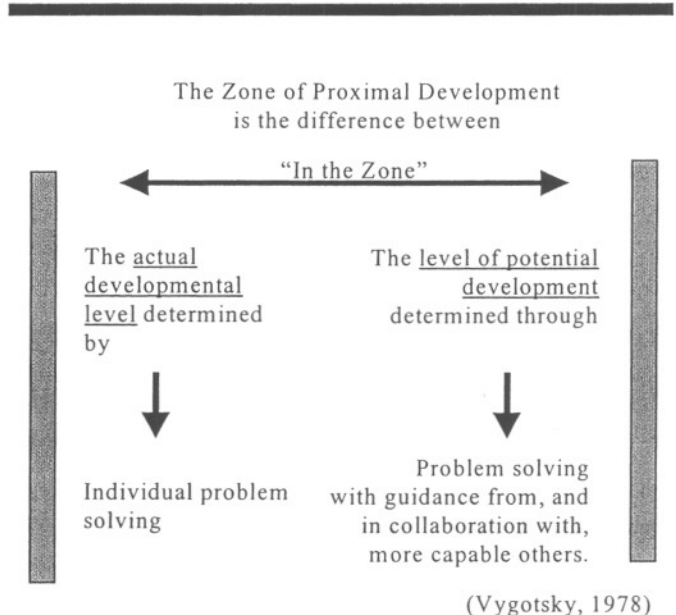 The Zone of Proximal Development
is the difference between
“In the Zone”
The actual
developmental
level determined
by
The level of potential
development
determined through
Individual problem
solving
Problem solving
with guidance from, and
in collaboration with,
more capable others.
(Vygotsky, 1978)